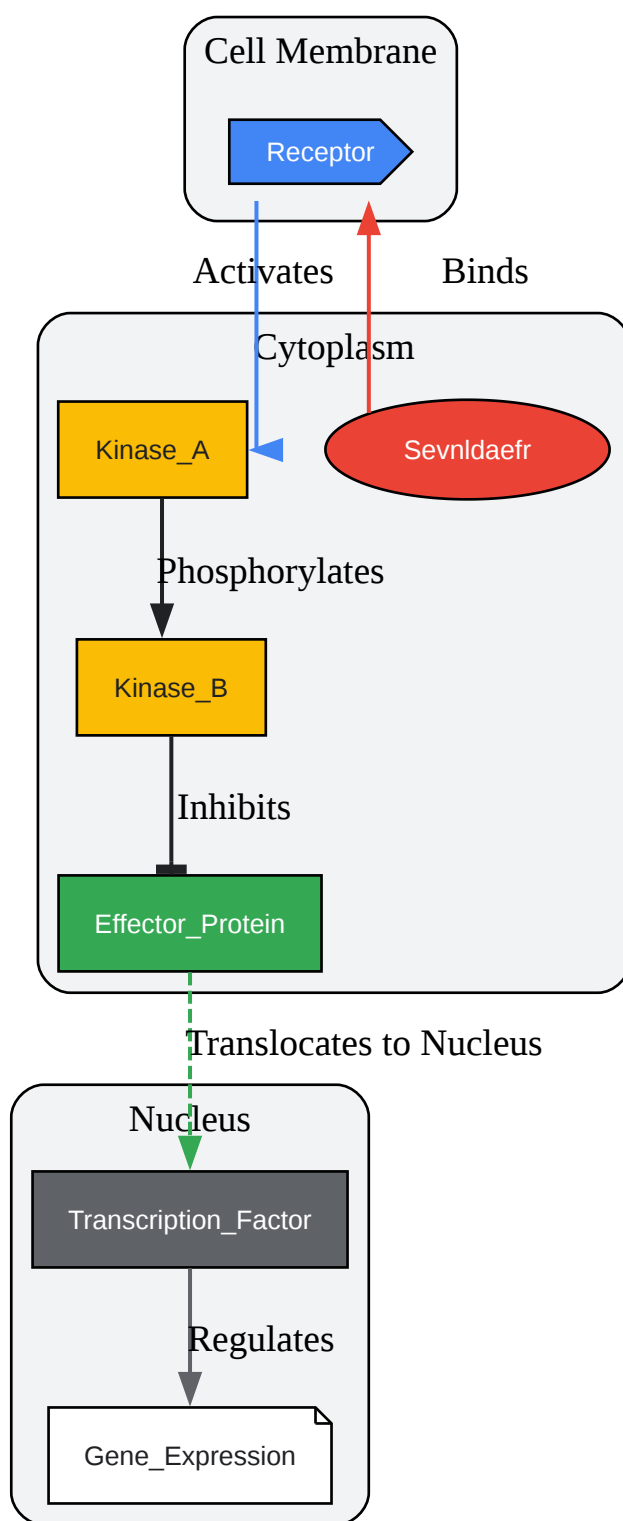 Cell Membrane
Receptor
Activates
Binds
Cytoplasm
Kinase_A
Sevnldaefr
Phosphorylates
Kinase_B
Inhibits
Effector_Protein
Translocates to Nucleus
Nucleus
Transcription_Factor
Regulates
Gene_Expression